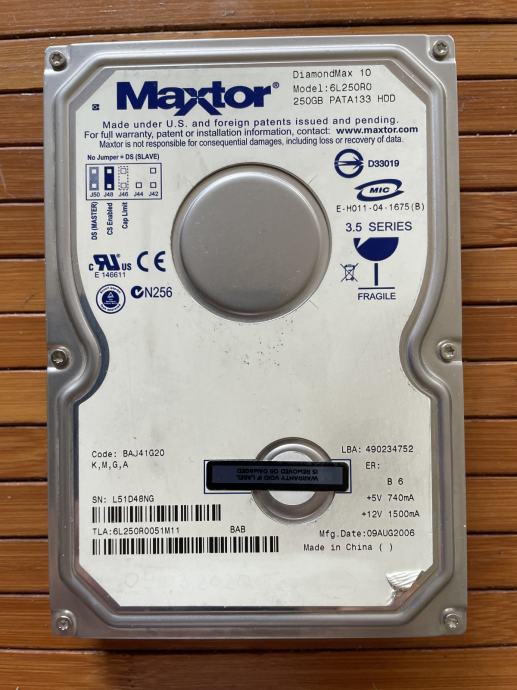 Maxtor®
DiamondMax 10
Model:6L250R0
250GB PATA133 HDD
Made under U.S. and foreign patents issued and pending.
For full warranty, patent or installation information, contact: www.maxtor.com
Maxtor is not responsible for consequential damages, including loss or recovery of data.
No Jumper = DS (SLAVE)
J50 J48 J46 J44 J42
DS (MASTER)
CS Enabled
Cap Limit
D33019
MIC
E-H011-04-1675(B)
3.5 SERIES
FRAGILE
c RU us CE
E 146611
N256
Code: BAJ41G20
K,M,G,A
SN: L51D48NG
TLA:6L250R0051M11 BAB
WARRANTY VOID IF LABEL
IS REMOVED OR DAMAGED
LBA: 490234752
ER:
B 6
+5V 740mA
+12V 1500mA
Mfg.Date:09AUG2006
Made in China ( )